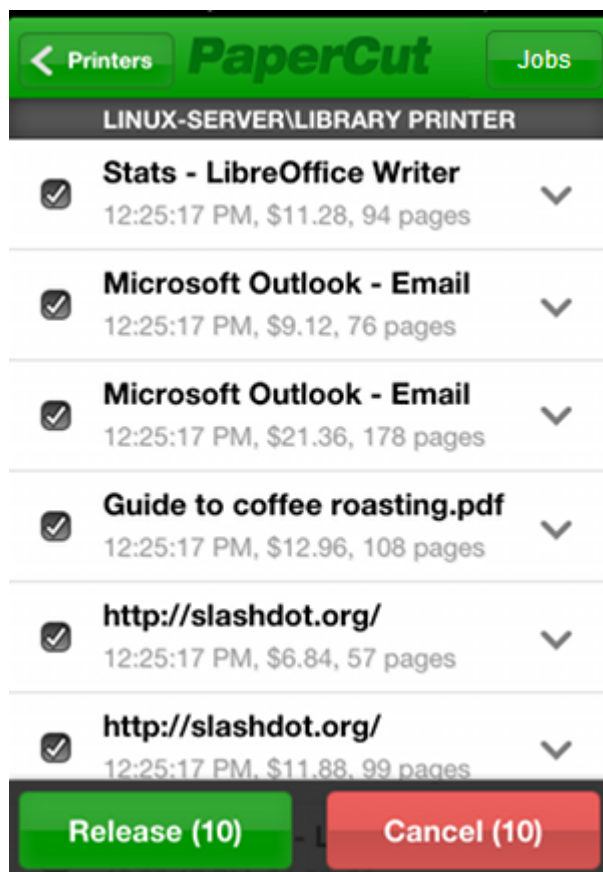 Printers PaperCut Jobs
LINUX-SERVER\LIBRARY PRINTER
Stats - LibreOffice Writer
12:25:17 PM, $11.28, 94 pages
Microsoft Outlook - Email
12:25:17 PM, $9.12, 76 pages
Microsoft Outlook - Email
12:25:17 PM, $21.36, 178 pages
Guide to coffee roasting.pdf
12:25:17 PM, $12.96, 108 pages
http://slashdot.org/
12:25:17 PM, $6.84, 57 pages
http://slashdot.org/
12:25:17 PM, $11.88, 99 pages
Release (10) Cancel (10)